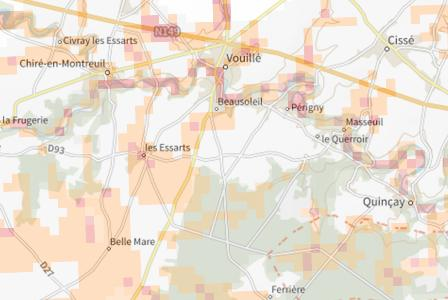 N149
Civray les Essarts
Cissé
Vouillé
Chiré-en-Montreuil
Beausoleil
Périgny
la Frugerie
Masseuil
le Querroir
D93
les Essarts
Quinçay
Belle Mare
D27
Ferrière